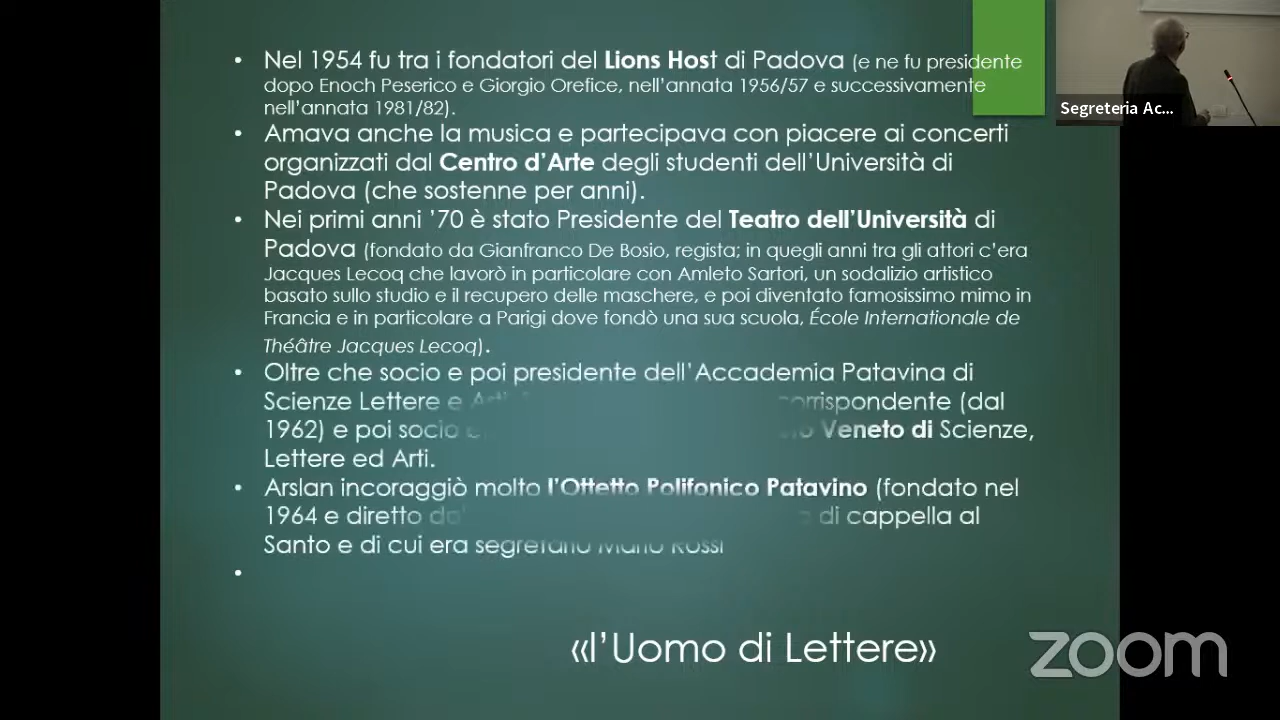 • Nel 1954 fu tra i fondatori del Lions Host di Padova (e ne fu presidente
dopo Enoch Peserico e Giorgio Orefice, nell'annata 1956/57 e successivamente
nell'annata 1981/82).
• Amava anche la musica e partecipava con piacere ai concerti
organizzati dal Centro d'Arte degli studenti dell'Università di
Padova (che sostenne per anni).
• Nei primi anni '70 è stato Presidente del Teatro dell'Università di
Padova (fondato da Gianfranco De Bosio, regista; in quegli anni tra gli attori c'era
Jacques Lecoq che lavorò in particolare con Amleto Sartori, un sodalizio artistico
basato sullo studio e il recupero delle maschere, e poi diventato famosissimo mimo in
Francia e in particolare a Parigi dove fondò una sua scuola, École Internationale de
Théâtre Jacques Lecoq).
• Oltre che socio e poi presidente dell'Accademia Patavina di
Scienze Lettere e corrispondente (dal
1962) e poi socio Veneto di Scienze,
Lettere ed Arti.
• Arslan incoraggiò molto l'Ottetto Polifonico Patavino (fondato nel
1964 e diretto di cappella al
Santo e di cui era segretario Mario Rossi
•
«l'Uomo di Lettere»
Segreteria Ac...
zoom